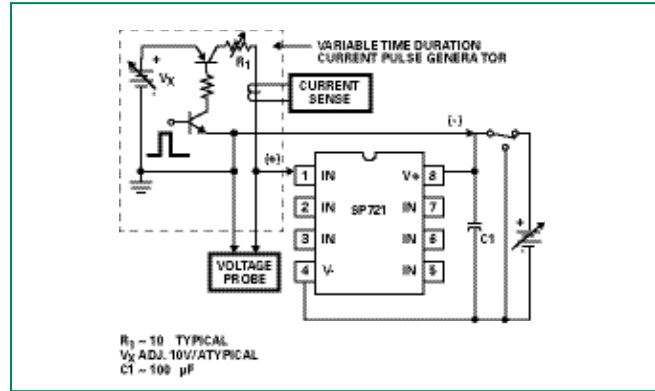 VARIABLE TIME DURATION
CURRENT PULSE GENERATOR
+
VX
-
R1
CURRENT
SENSE
(-)
(+)
1 IN V+ 8
2 IN SP721 IN 7
3 IN IN 6
4 V- IN 5
C1
+
-
VOLTAGE
PROBE
R1 ~ 10 TYPICAL
VX ADJ. 10V/A TYPICAL
C1 ~ 100 µF